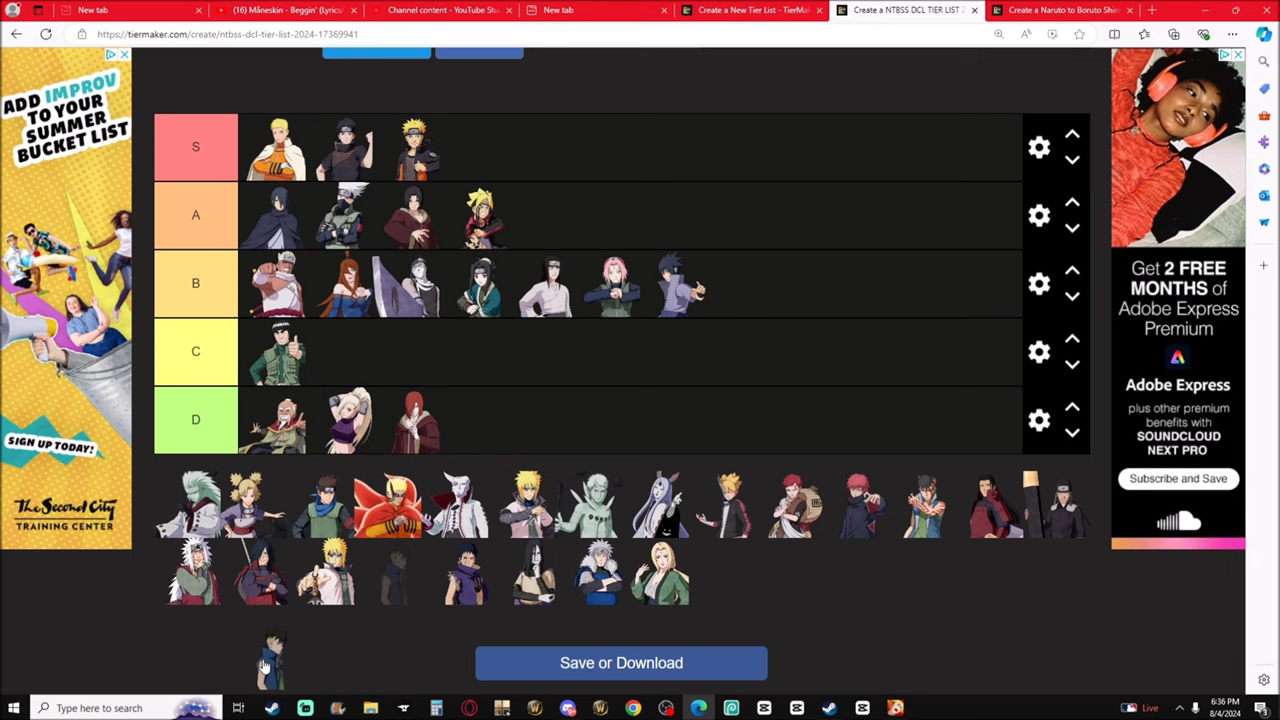 New tab
(16) Måneskin - Beggin' (Lyrics/
Channel content - YouTube Stu
New tab
Create a New Tier List - TierMa
Create a NTBSS DCL TIER LIST 2
Create a Naruto to Boruto Shin
https://tiermaker.com/create/ntbss-dcl-tier-list-2024-17369941
ADD IMPROV
TO YOUR
SUMMER
BUCKET LIST
SIGN UP TODAY!
The Second City
TRAINING CENTER
S
A
B
C
D
Save or Download
Get 2 FREE
MONTHS of
Adobe Express
Premium
Adobe Express
plus other premium
benefits with
SOUNDCLOUD
NEXT PRO
Subscribe and Save
Type here to search
Live
6:36 PM
8/4/2024